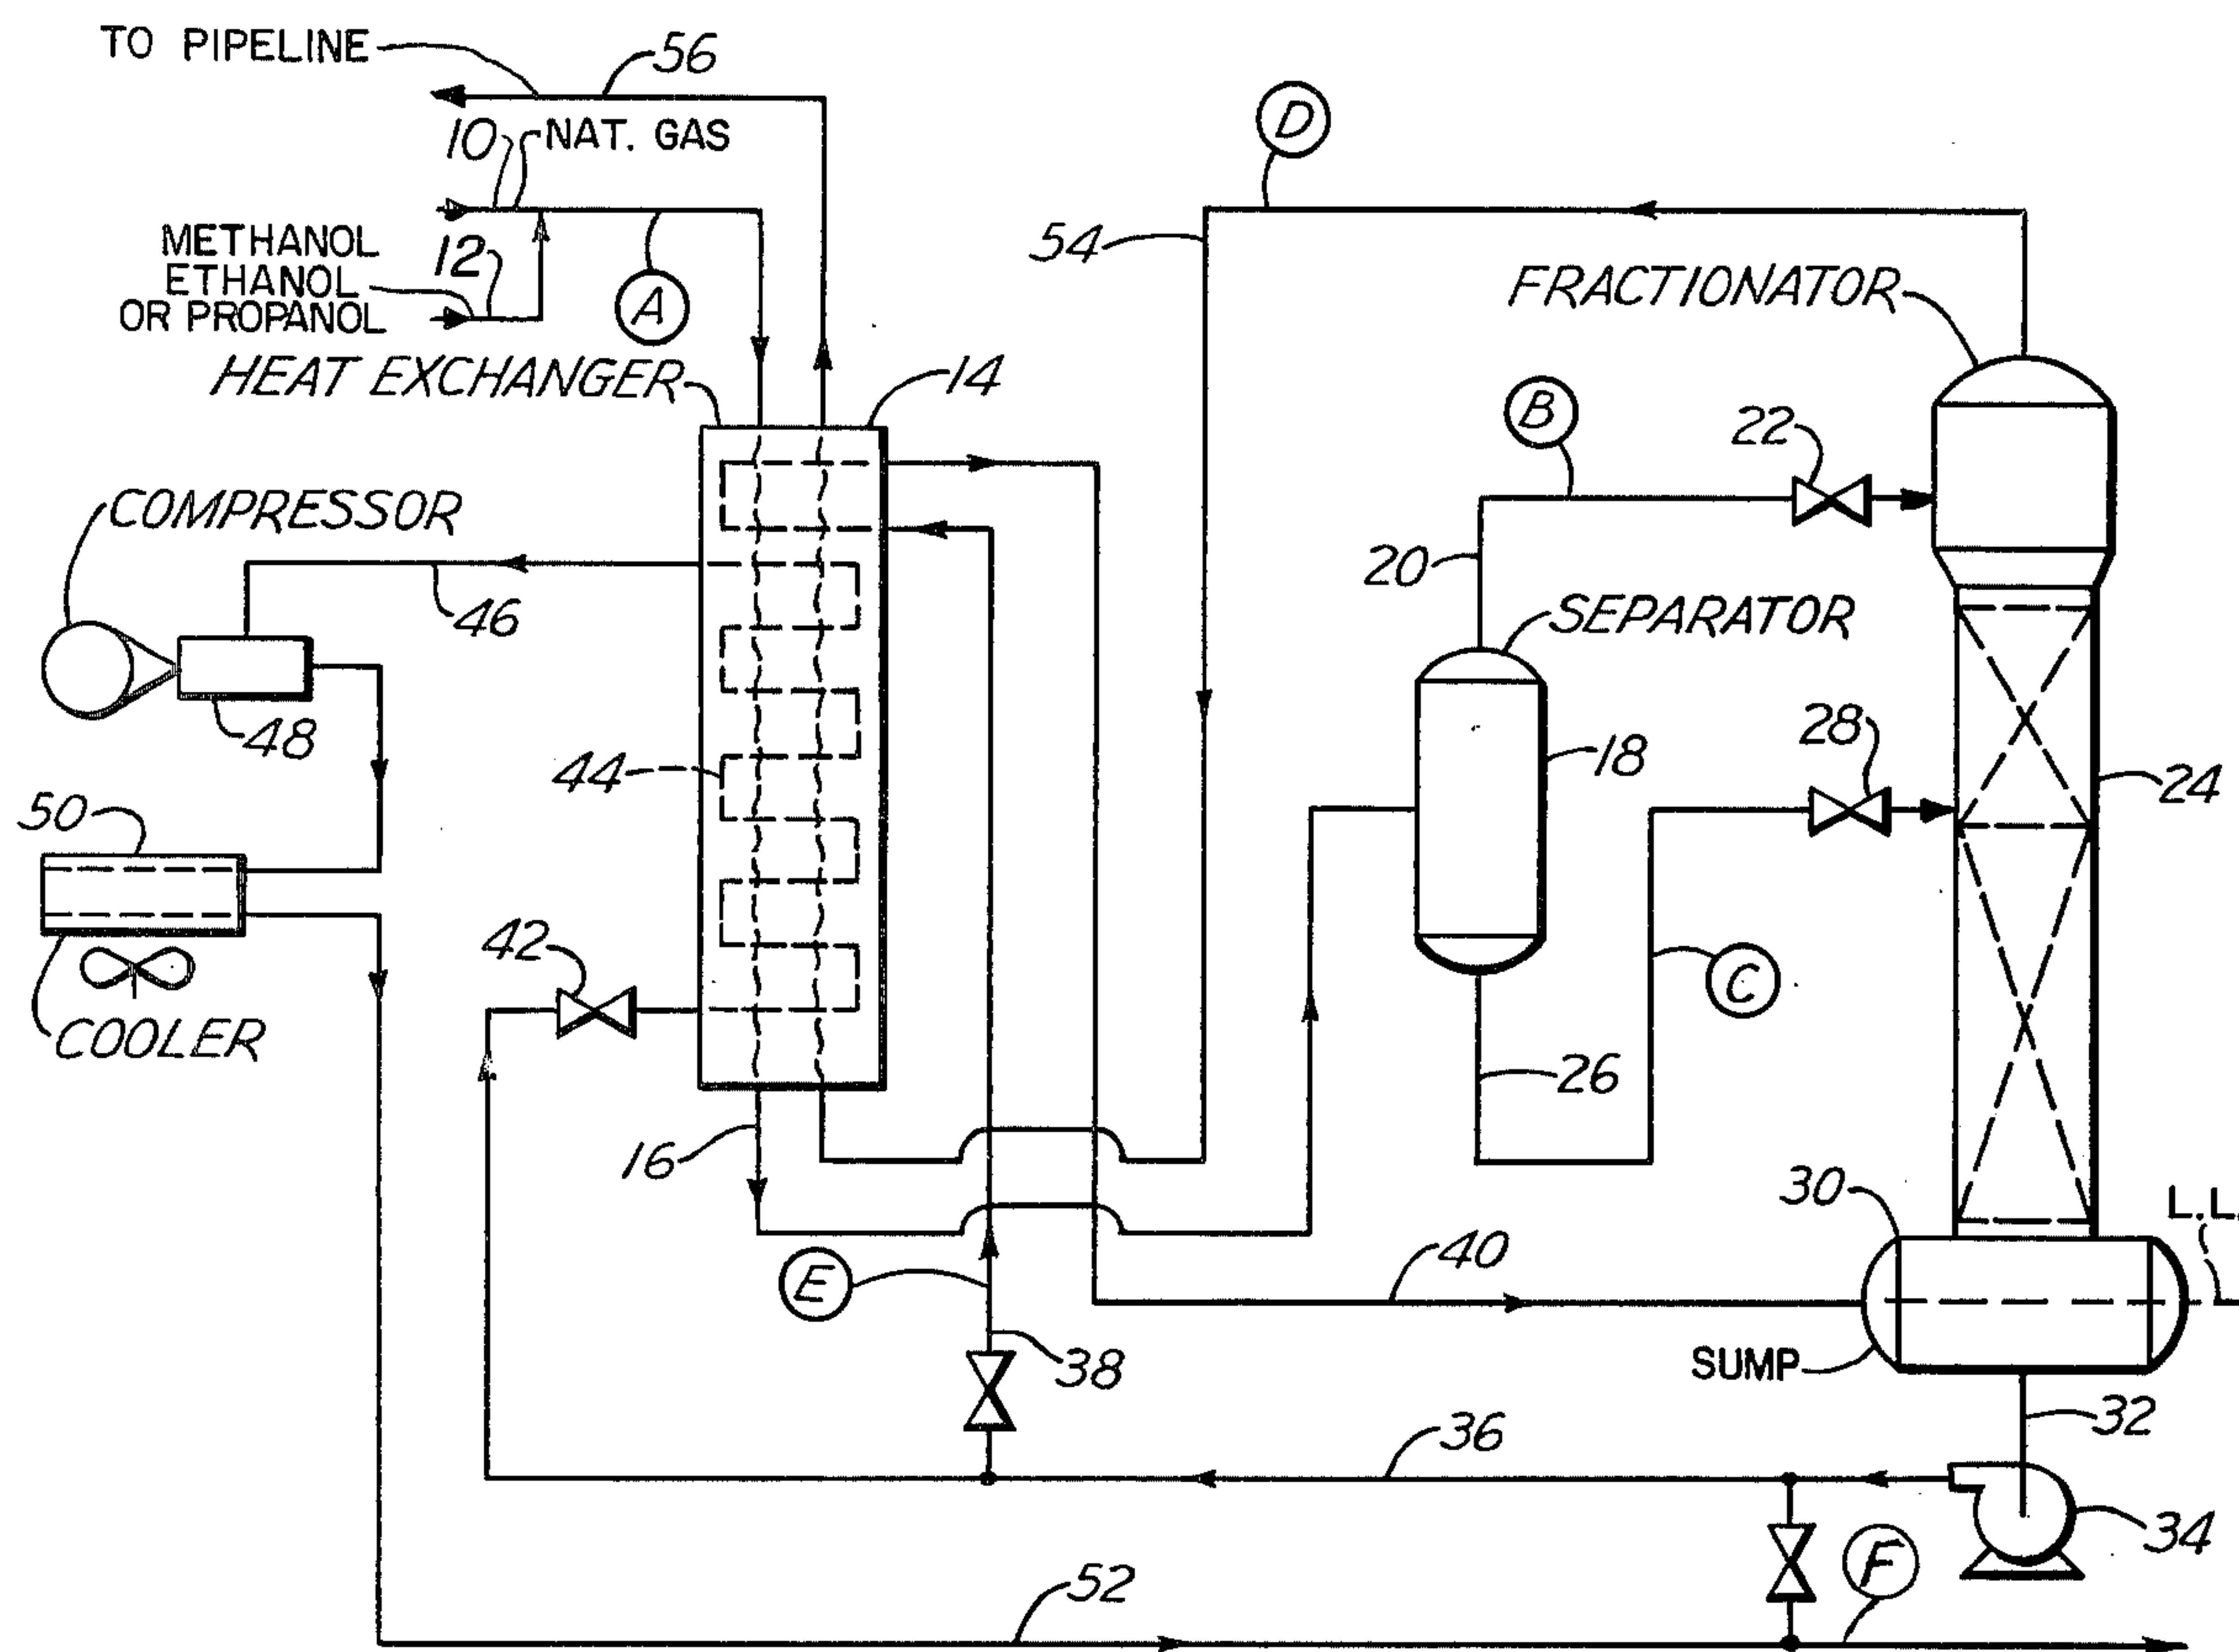 TO PIPELINE
56
10
NAT. GAS
D
METHANOL
ETHANOL
OR PROPANOL
12
A
54
FRACTIONATOR
HEAT EXCHANGER
14
B
22
COMPRESSOR
20
46
SEPARATOR
48
44
18
28
24
50
42
C
COOLER
26
16
30
L.L.
E
40
38
SUMP
32
36
34
F
52